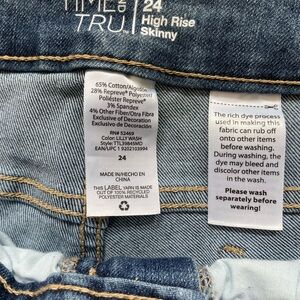 TIME AND
TRU
24
High Rise
Skinny
65% Cotton/Algodón
28% Repreve® Polyester/
Poliéster Repreve®
3% Spandex
4% Other Fiber/Otra Fibra
Exclusive of Decoration
Exclusivo de Decoración
RN# 52469
Color: LILLY WASH
24
MADE IN/HECHO EN
CHINA
THIS LABEL YARN IS MADE
OUT OF 100% RECYCLED
POLYESTER MATERIALS
The rich dye process
used in making this
fabric can rub off
onto other items
before washing.
During washing, the
dye may bleed and
discolor other items
in the wash.
Please wash
separately before
wearing!